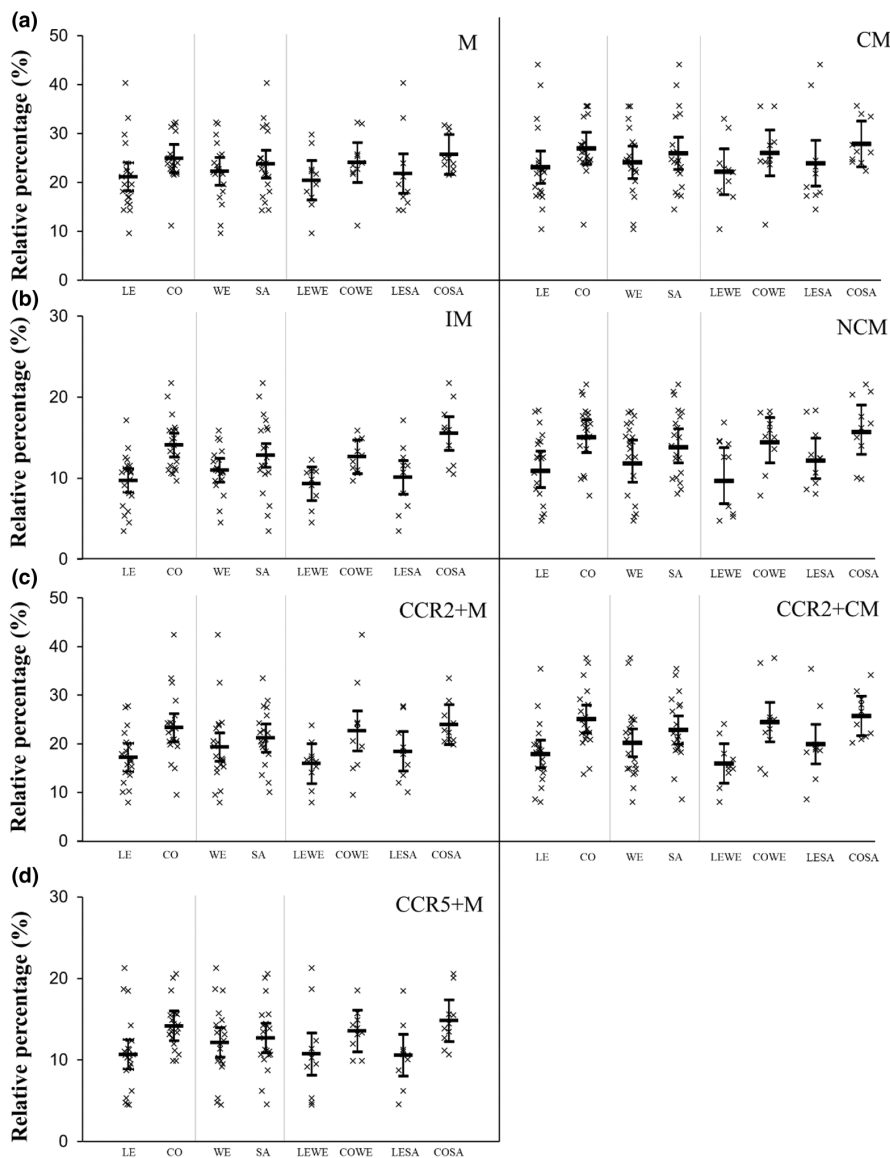 (a)
Relative percentage (%)
50
40
30
20
10
0
M
CM
LE CO WE SA LEWE COWE LESA COSA LE CO WE SA LEWE COWE LESA COSA
(b)
Relative percentage (%)
30
20
10
0
IM
NCM
LE CO WE SA LEWE COWE LESA COSA LE CO WE SA LEWE COWE LESA COSA
(c)
Relative percentage (%)
50
40
30
20
10
0
CCR2+M
CCR2+CM
LE CO WE SA LEWE COWE LESA COSA LE CO WE SA LEWE COWE LESA COSA
(d)
Relative percentage (%)
30
20
10
0
CCR5+M
LE CO WE SA LEWE COWE LESA COSA